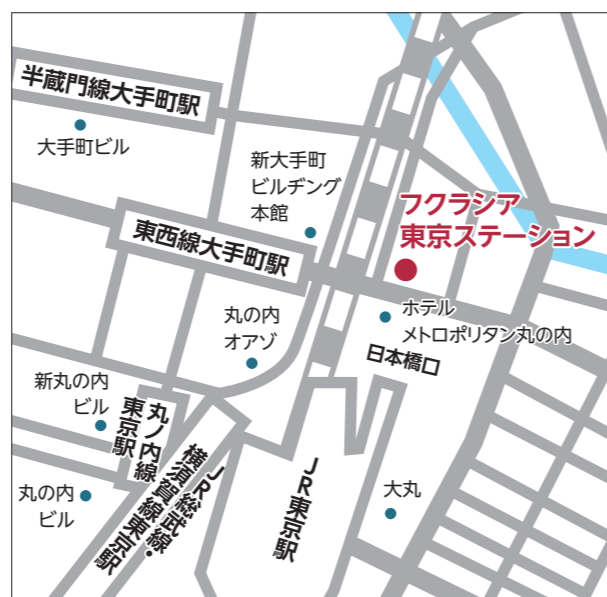 半蔵門線大手町駅
大手町ビル
新大手町
ビルヂング
本館
フクラシア
東京ステーション
東西線大手町駅
丸の内
オアゾ
ホテル
メトロポリタン丸の内
日本橋口
新丸の内
ビル
丸ノ内線
東京駅
JR総武線・
横須賀線東京駅
JR東京駅
大丸
丸の内
ビル